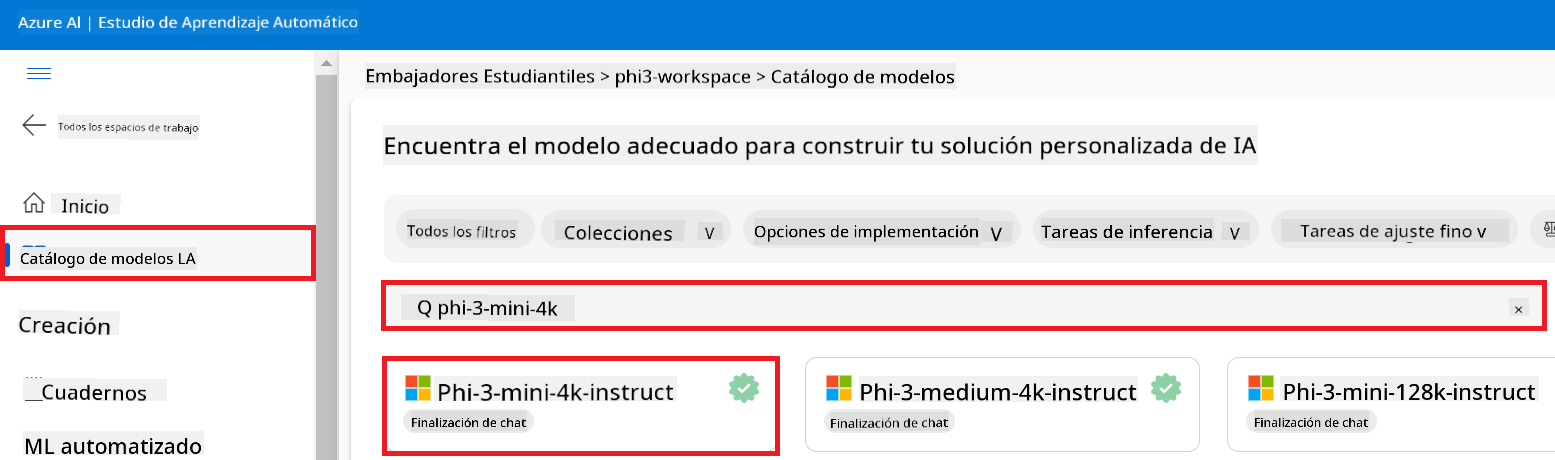 Azure Al | Estudio de Aprendizaje Automático
Todos los espacios de trabajo
Inicio
Catálogo de modelos LA
Creación
Cuadernos
ML automatizado
Embajadores Estudiantiles > phi3-workspace > Catálogo de modelos
Encuentra el modelo adecuado para construir tu solución personalizada de IA
Todos los filtros
Colecciones v
Opciones de implementación v
Tareas de inferencia v
Tareas de ajuste fino v
Q phi-3-mini-4k ×
Phi-3-mini-4k-instruct
Finalización de chat
Phi-3-medium-4k-instruct
Finalización de chat
Phi-3-mini-128k-instruct
Finalización de chat